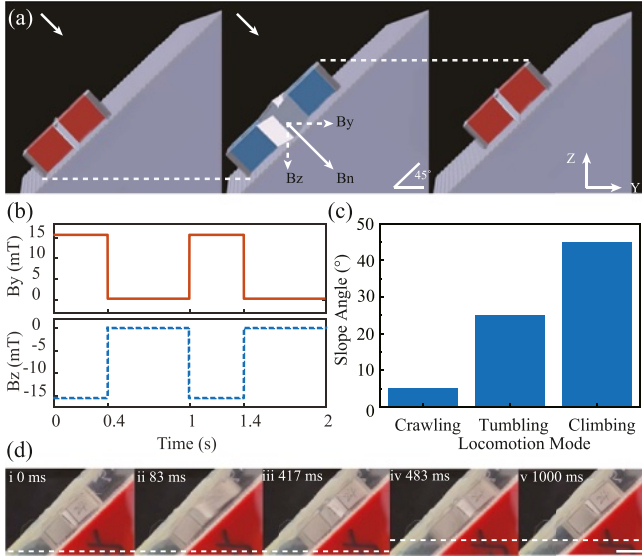 (a)
By
Bz
Bn
45°
Z
Y
(b)
By (mT)
15
10
5
0
Bz (mT)
0
-5
-10
-15
0
0.4
1
1.4
2
Time (s)
(c)
Slope Angle (°)
50
40
30
20
10
0
Crawling
Tumbling
Climbing
Locomotion Mode
(d)
i 0 ms
ii 83 ms
iii 417 ms
iv 483 ms
v 1000 ms